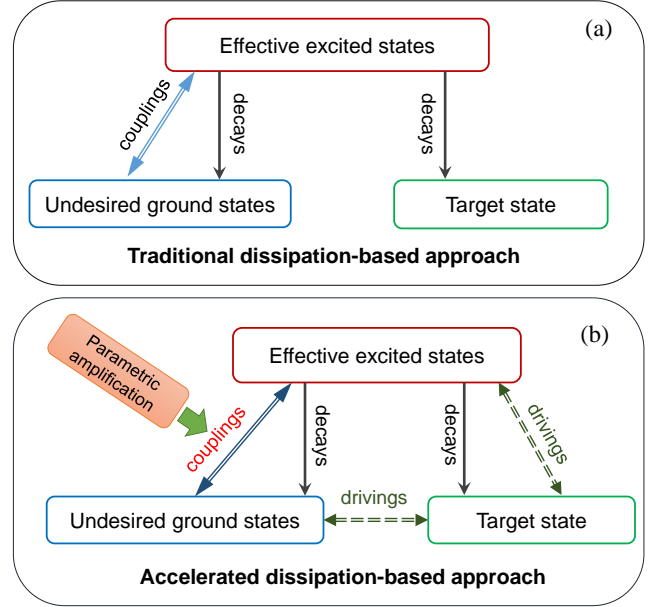 (a)
Effective excited states
couplings
decays
decays
Undesired ground states
Target state
Traditional dissipation-based approach
(b)
Parametric
amplification
Effective excited states
couplings
decays
decays
drivings
drivings
Undesired ground states
Target state
Accelerated dissipation-based approach